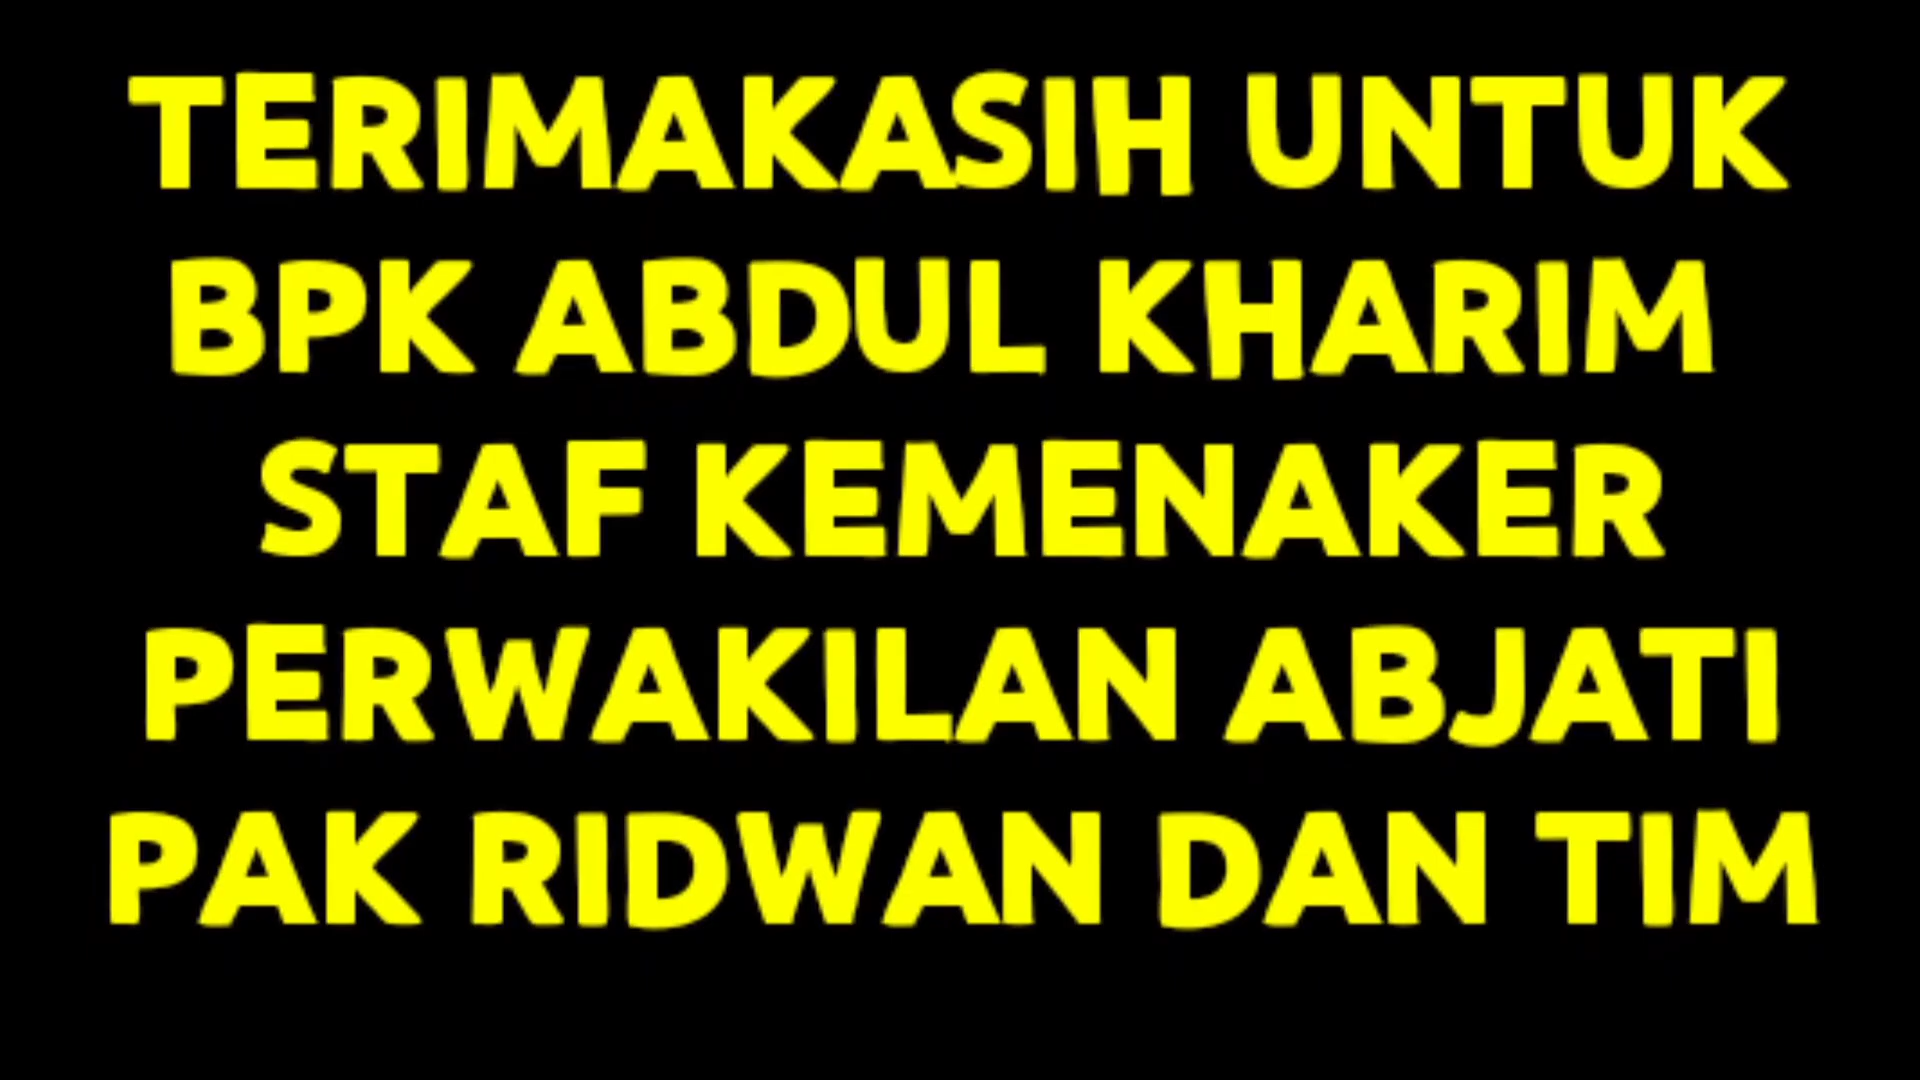 TERIMAKASIH UNTUK
BPK ABDUL KHARIM
STAF KEMENAKER
PERWAKILAN ABJATI
PAK RIDWAN DAN TIM